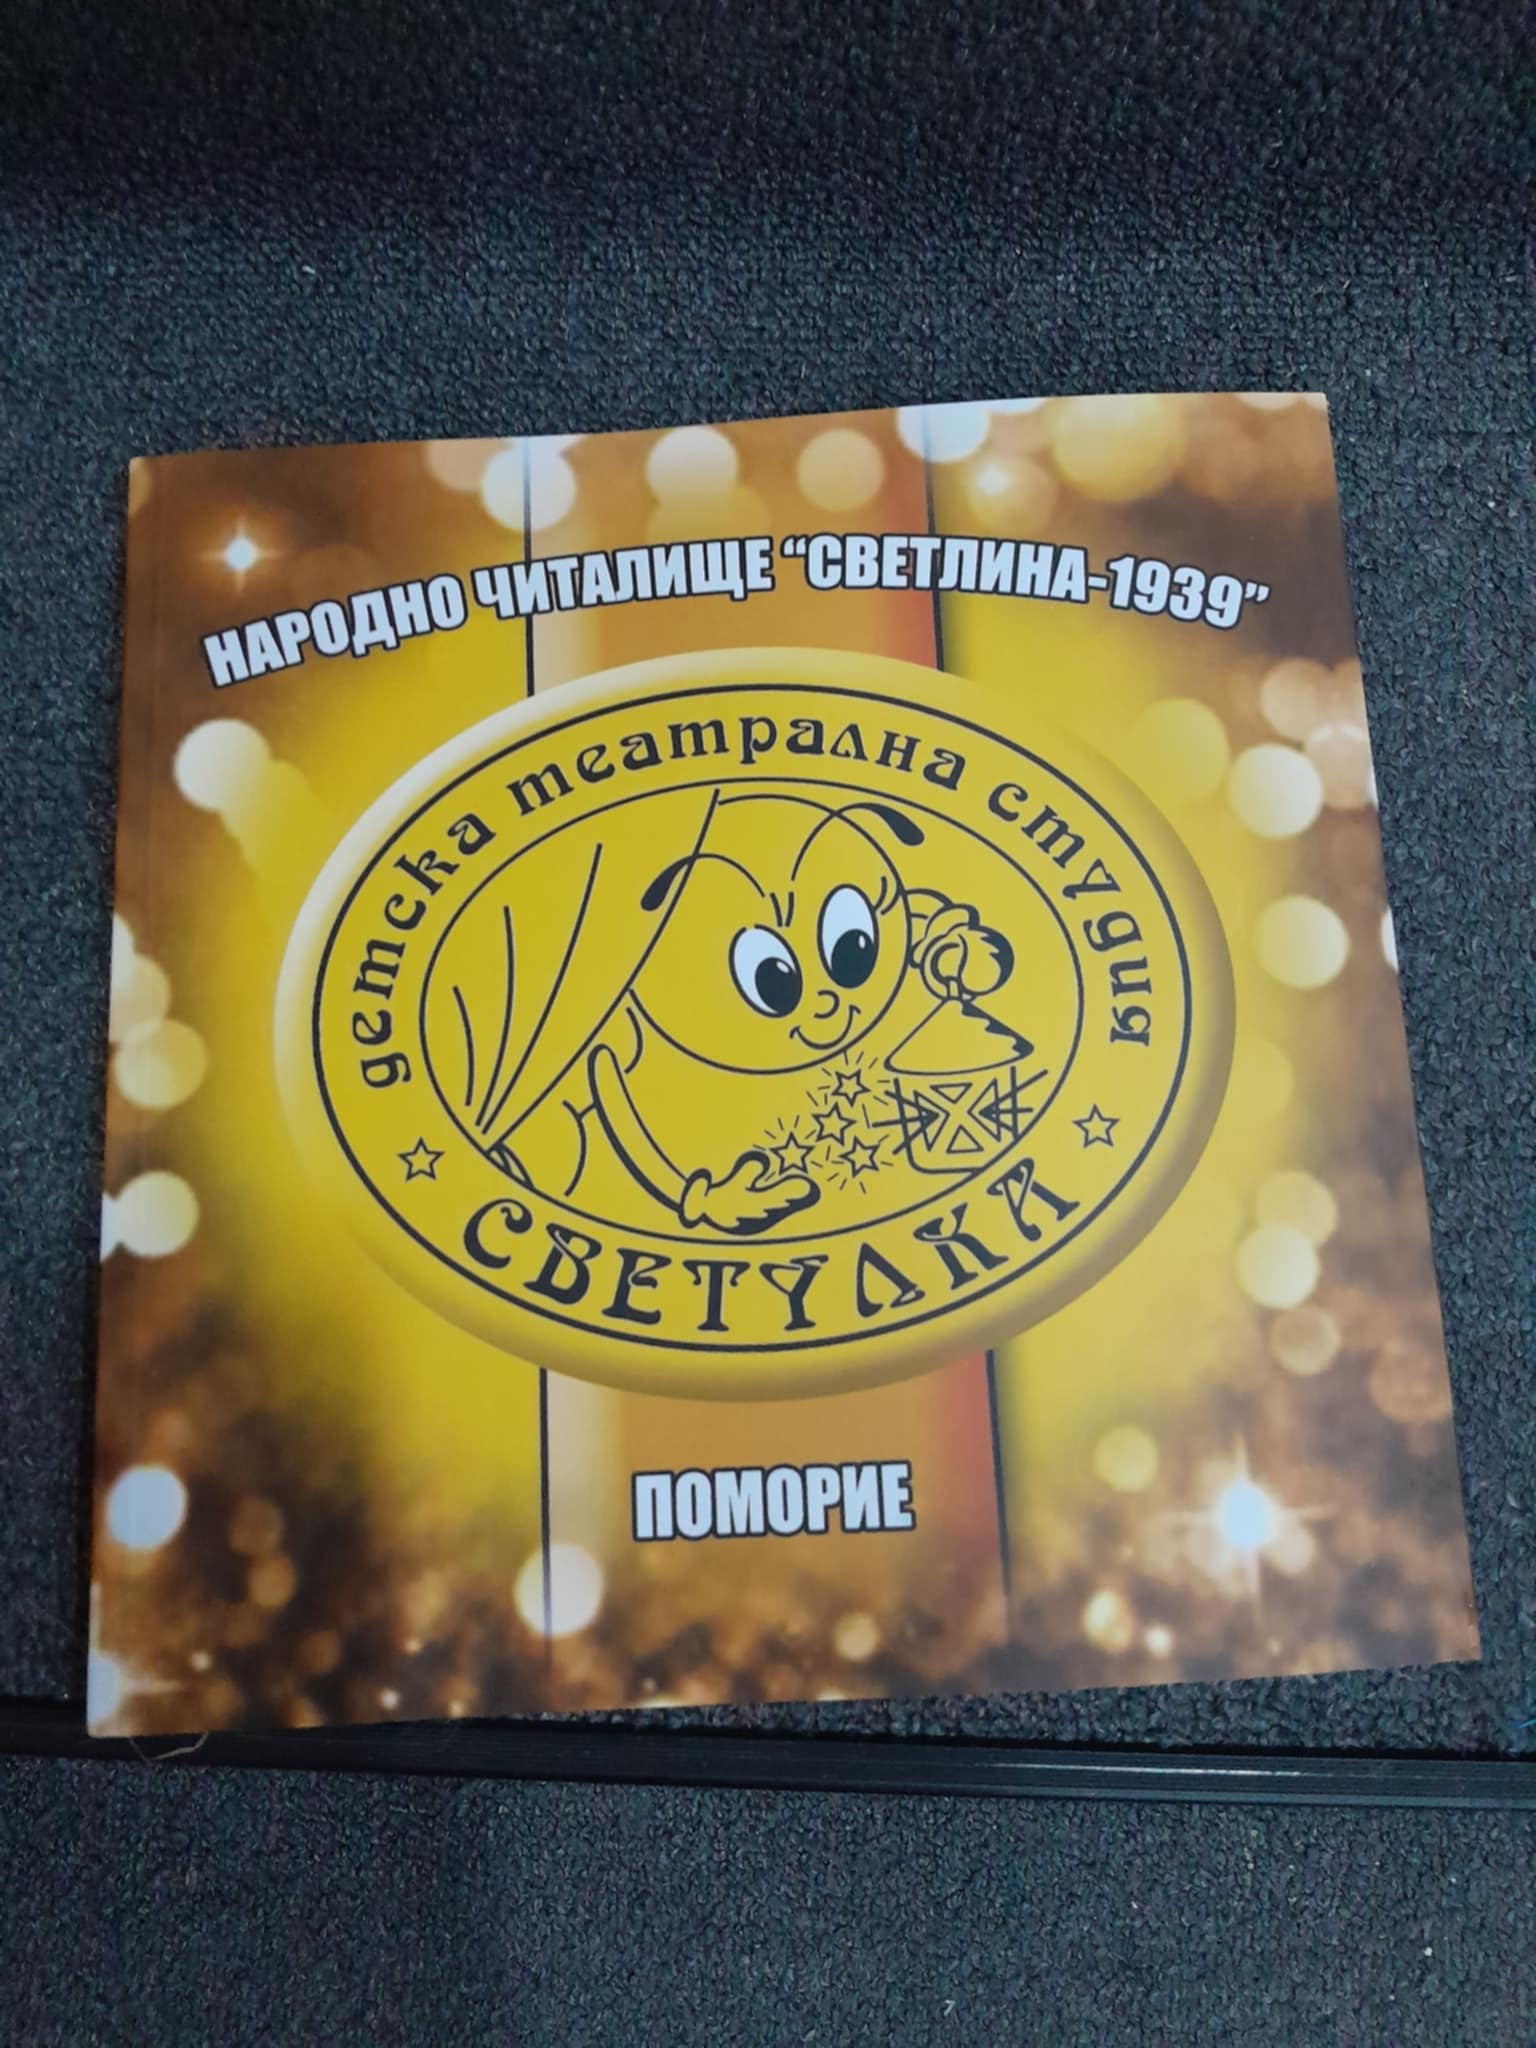 НАРОДНО ЧИТАЛИЩЕ “СВЕТЛИНА-1939”
детска театрална студия
СВЕТУЛКА
ПОМОРИЕ